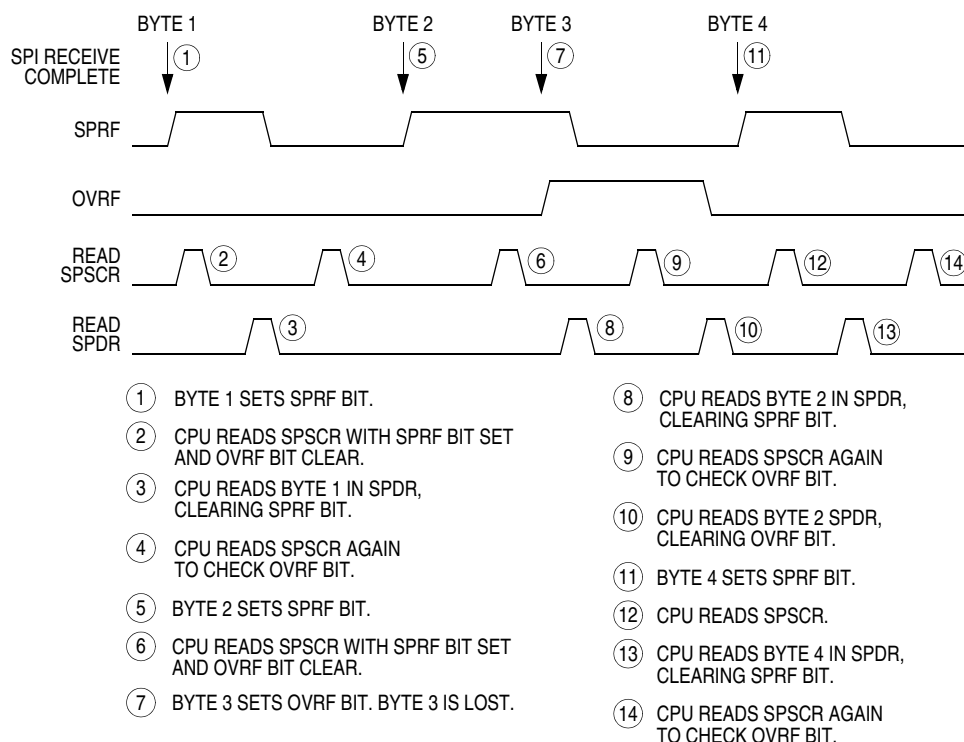 BYTE 1 BYTE 2 BYTE 3 BYTE 4
SPI RECEIVE
COMPLETE
1 5 7 11
SPRF
OVRF
READ
SPSCR
2 4 6 9 12 14
READ
SPDR
3 8 10 13
1 BYTE 1 SETS SPRF BIT.
2 CPU READS SPSCR WITH SPRF BIT SET
AND OVRF BIT CLEAR.
3 CPU READS BYTE 1 IN SPDR,
CLEARING SPRF BIT.
4 CPU READS SPSCR AGAIN
TO CHECK OVRF BIT.
5 BYTE 2 SETS SPRF BIT.
6 CPU READS SPSCR WITH SPRF BIT SET
AND OVRF BIT CLEAR.
7 BYTE 3 SETS OVRF BIT. BYTE 3 IS LOST.
8 CPU READS BYTE 2 IN SPDR,
CLEARING SPRF BIT.
9 CPU READS SPSCR AGAIN
TO CHECK OVRF BIT.
10 CPU READS BYTE 2 SPDR,
CLEARING OVRF BIT.
11 BYTE 4 SETS SPRF BIT.
12 CPU READS SPSCR.
13 CPU READS BYTE 4 IN SPDR,
CLEARING SPRF BIT.
14 CPU READS SPSCR AGAIN
TO CHECK OVRF BIT.